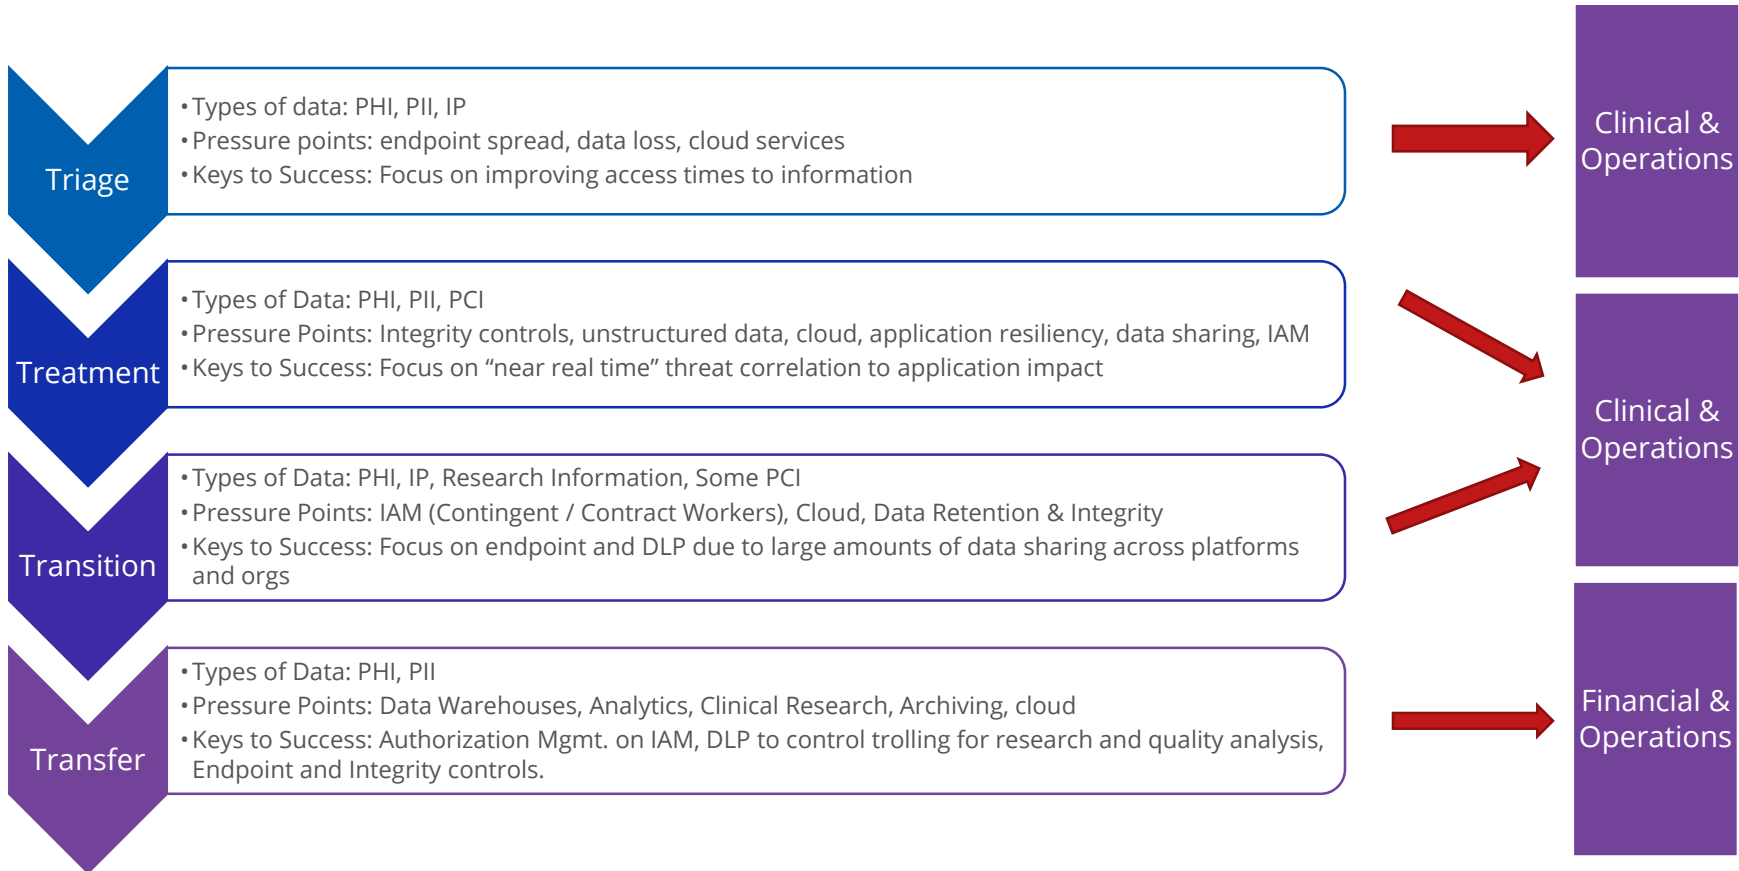 Triage
•Types of data: PHI, PII, IP
•Pressure points: endpoint spread, data loss, cloud services
•Keys to Success: Focus on improving access times to information
Clinical &
Operations
Treatment
•Types of Data: PHI, PII, PCI
•Pressure Points: Integrity controls, unstructured data, cloud, application resiliency, data sharing, IAM
•Keys to Success: Focus on “near real time” threat correlation to application impact
Clinical &
Operations
Transition
•Types of Data: PHI, IP, Research Information, Some PCI
•Pressure Points: IAM (Contingent / Contract Workers), Cloud, Data Retention & Integrity
•Keys to Success: Focus on endpoint and DLP due to large amounts of data sharing across platforms
and orgs
Transfer
•Types of Data: PHI, PII
•Pressure Points: Data Warehouses, Analytics, Clinical Research, Archiving, cloud
•Keys to Success: Authorization Mgmt. on IAM, DLP to control trolling for research and quality analysis,
Endpoint and Integrity controls.
Financial &
Operations